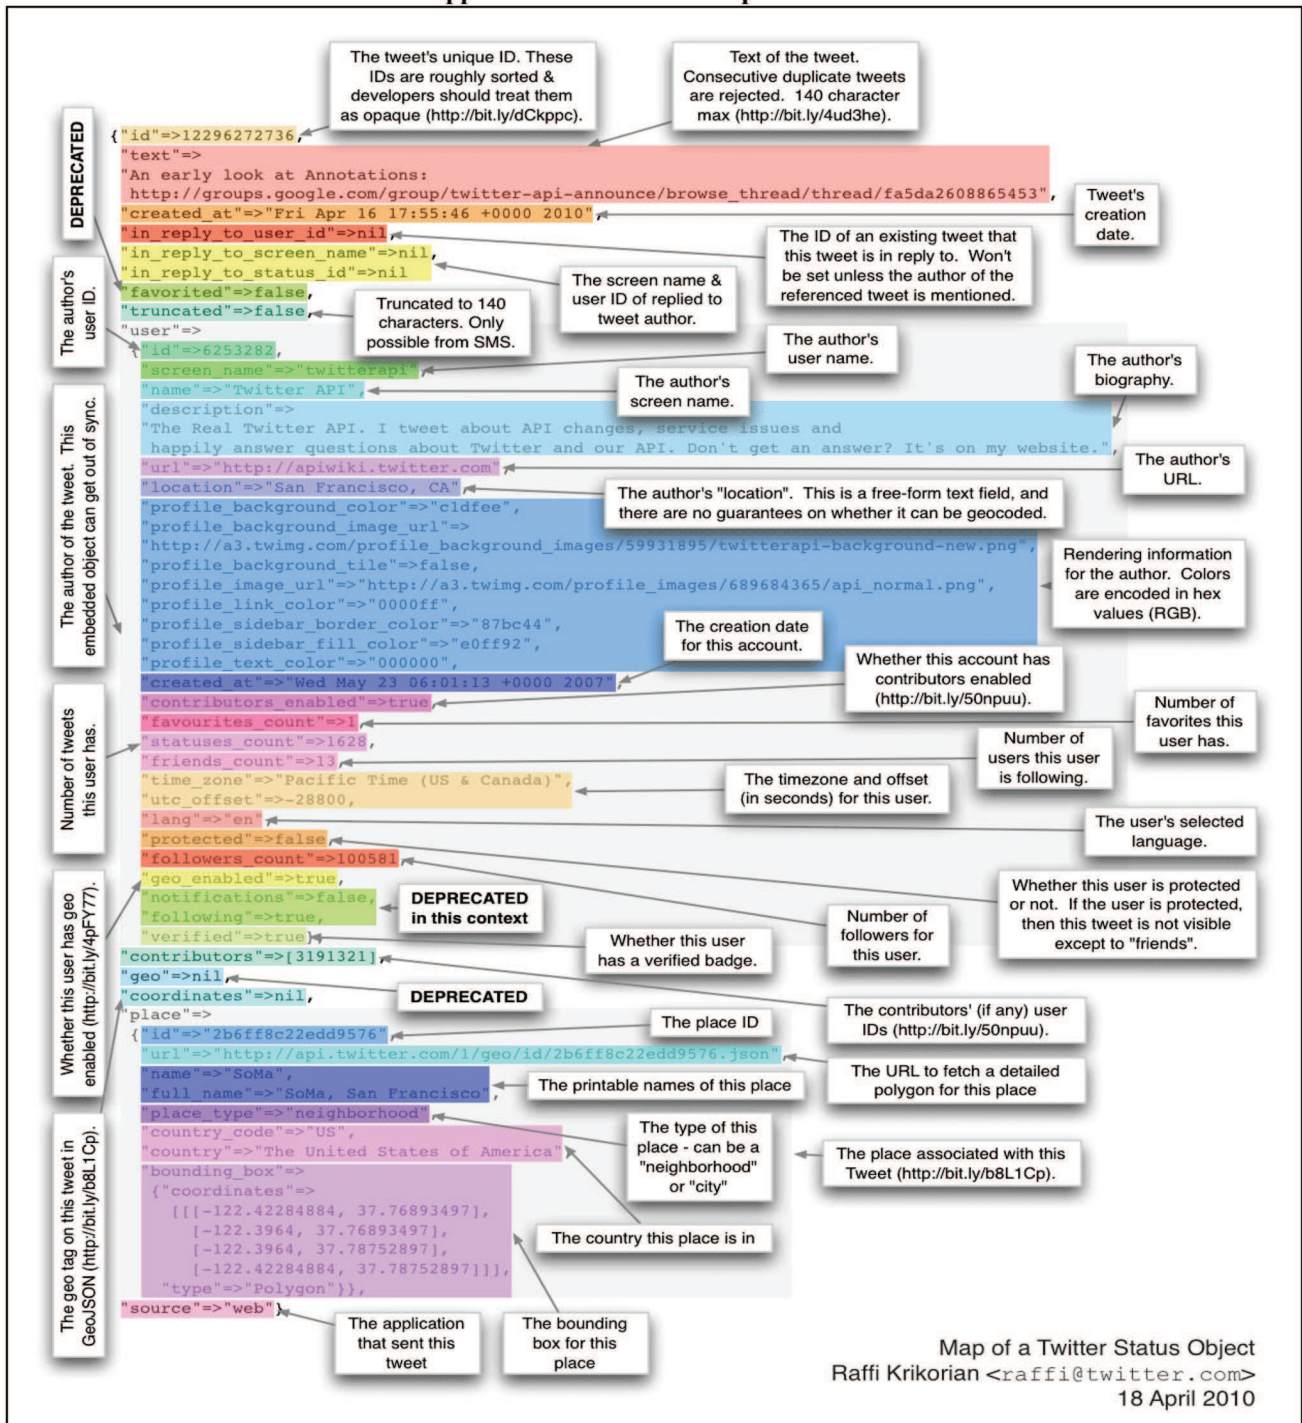 The tweet's unique ID. These
IDs are roughly sorted &
developers should treat them
as opaque (http://bit.ly/dCkppc).
Text of the tweet.
Consecutive duplicate tweets
are rejected. 140 character
max (http://bit.ly/4ud3he).
DEPRECATED
{"id"=>12296272736,
"text"=>
"An early look at Annotations:
http://groups.google.com/group/twitter-api-announce/browse_thread/thread/fa5da2608865453",
"created_at"=>"Fri Apr 16 17:55:46 +0000 2010",
Tweet's
creation
date.
"in_reply_to_user_id"=>nil,
The ID of an existing tweet that
this tweet is in reply to. Won't
be set unless the author of the
referenced tweet is mentioned.
"in_reply_to_screen_name"=>nil,
"in_reply_to_status_id"=>nil
The screen name &
user ID of replied to
tweet author.
"favorited"=>false,
"truncated"=>false,
Truncated to 140
characters. Only
possible from SMS.
The author's
user ID.
"user"=>
{"id"=>6253282,
"screen_name"=>"twitterapi",
The author's
user name.
"name"=>"Twitter API",
The author's
screen name.
The author's
biography.
"description"=>
"The Real Twitter API. I tweet about API changes, service issues and
happily answer questions about Twitter and our API. Don't get an answer? It's on my website.",
The author of the tweet. This
embedded object can get out of sync.
"url"=>"http://apiwiki.twitter.com",
The author's
URL.
"location"=>"San Francisco, CA",
The author's "location". This is a free-form text field, and
there are no guarantees on whether it can be geocoded.
"profile_background_color"=>"c1dfee",
"profile_background_image_url"=>
"http://a3.twimg.com/profile_background_images/59931895/twitterapi-background-new.png",
"profile_background_tile"=>false,
"profile_image_url"=>"http://a3.twimg.com/profile_images/689684365/api_normal.png",
"profile_link_color"=>"0000ff",
"profile_sidebar_border_color"=>"87bc44",
"profile_sidebar_fill_color"=>"e0ff92",
"profile_text_color"=>"000000",
Rendering information
for the author. Colors
are encoded in hex
values (RGB).
"created_at"=>"Wed May 23 06:01:13 +0000 2007",
The creation date
for this account.
"contributors_enabled"=>true,
Whether this account has
contributors enabled
(http://bit.ly/50npuu).
"favourites_count"=>1,
Number of
favorites this
user has.
"statuses_count"=>1628,
Number of tweets
this user has.
"friends_count"=>13,
Number of
users this user
is following.
"time_zone"=>"Pacific Time (US & Canada)",
"utc_offset"=>-28800,
The timezone and offset
(in seconds) for this user.
"lang"=>"en",
The user's selected
language.
"protected"=>false,
Whether this user is protected
or not. If the user is protected,
then this tweet is not visible
except to "friends".
"followers_count"=>100581,
Number of
followers for
this user.
"geo_enabled"=>true,
Whether this user has geo
enabled (http://bit.ly/4pFY77).
"notifications"=>false,
"following"=>true,
DEPRECATED
in this context
"verified"=>true},
Whether this user
has a verified badge.
"contributors"=>[3191321],
The contributors' (if any) user
IDs (http://bit.ly/50npuu).
"geo"=>nil,
DEPRECATED
"coordinates"=>nil,
The geo tag on this tweet in
GeoJSON (http://bit.ly/b8L1Cp).
"place"=>
{"id"=>"2b6ff8c22edd9576",
The place ID
"url"=>"http://api.twitter.com/1/geo/id/2b6ff8c22edd9576.json",
The URL to fetch a detailed
polygon for this place
"name"=>"SoMa",
"full_name"=>"SoMa, San Francisco",
The printable names of this place
"place_type"=>"neighborhood",
The type of this
place - can be a
"neighborhood"
or "city"
The place associated with this
Tweet (http://bit.ly/b8L1Cp).
"country_code"=>"US",
"country"=>"The United States of America",
The country this place is in
"bounding_box"=>
{"coordinates"=>
[[[-122.42284884, 37.76893497],
[-122.3964, 37.76893497],
[-122.3964, 37.78752897],
[-122.42284884, 37.78752897]]],
"type"=>"Polygon"}},
The bounding
box for this
place
"source"=>"web"}
The application
that sent this
tweet
Map of a Twitter Status Object
Raffi Krikorian <raffi@twitter.com>
18 April 2010